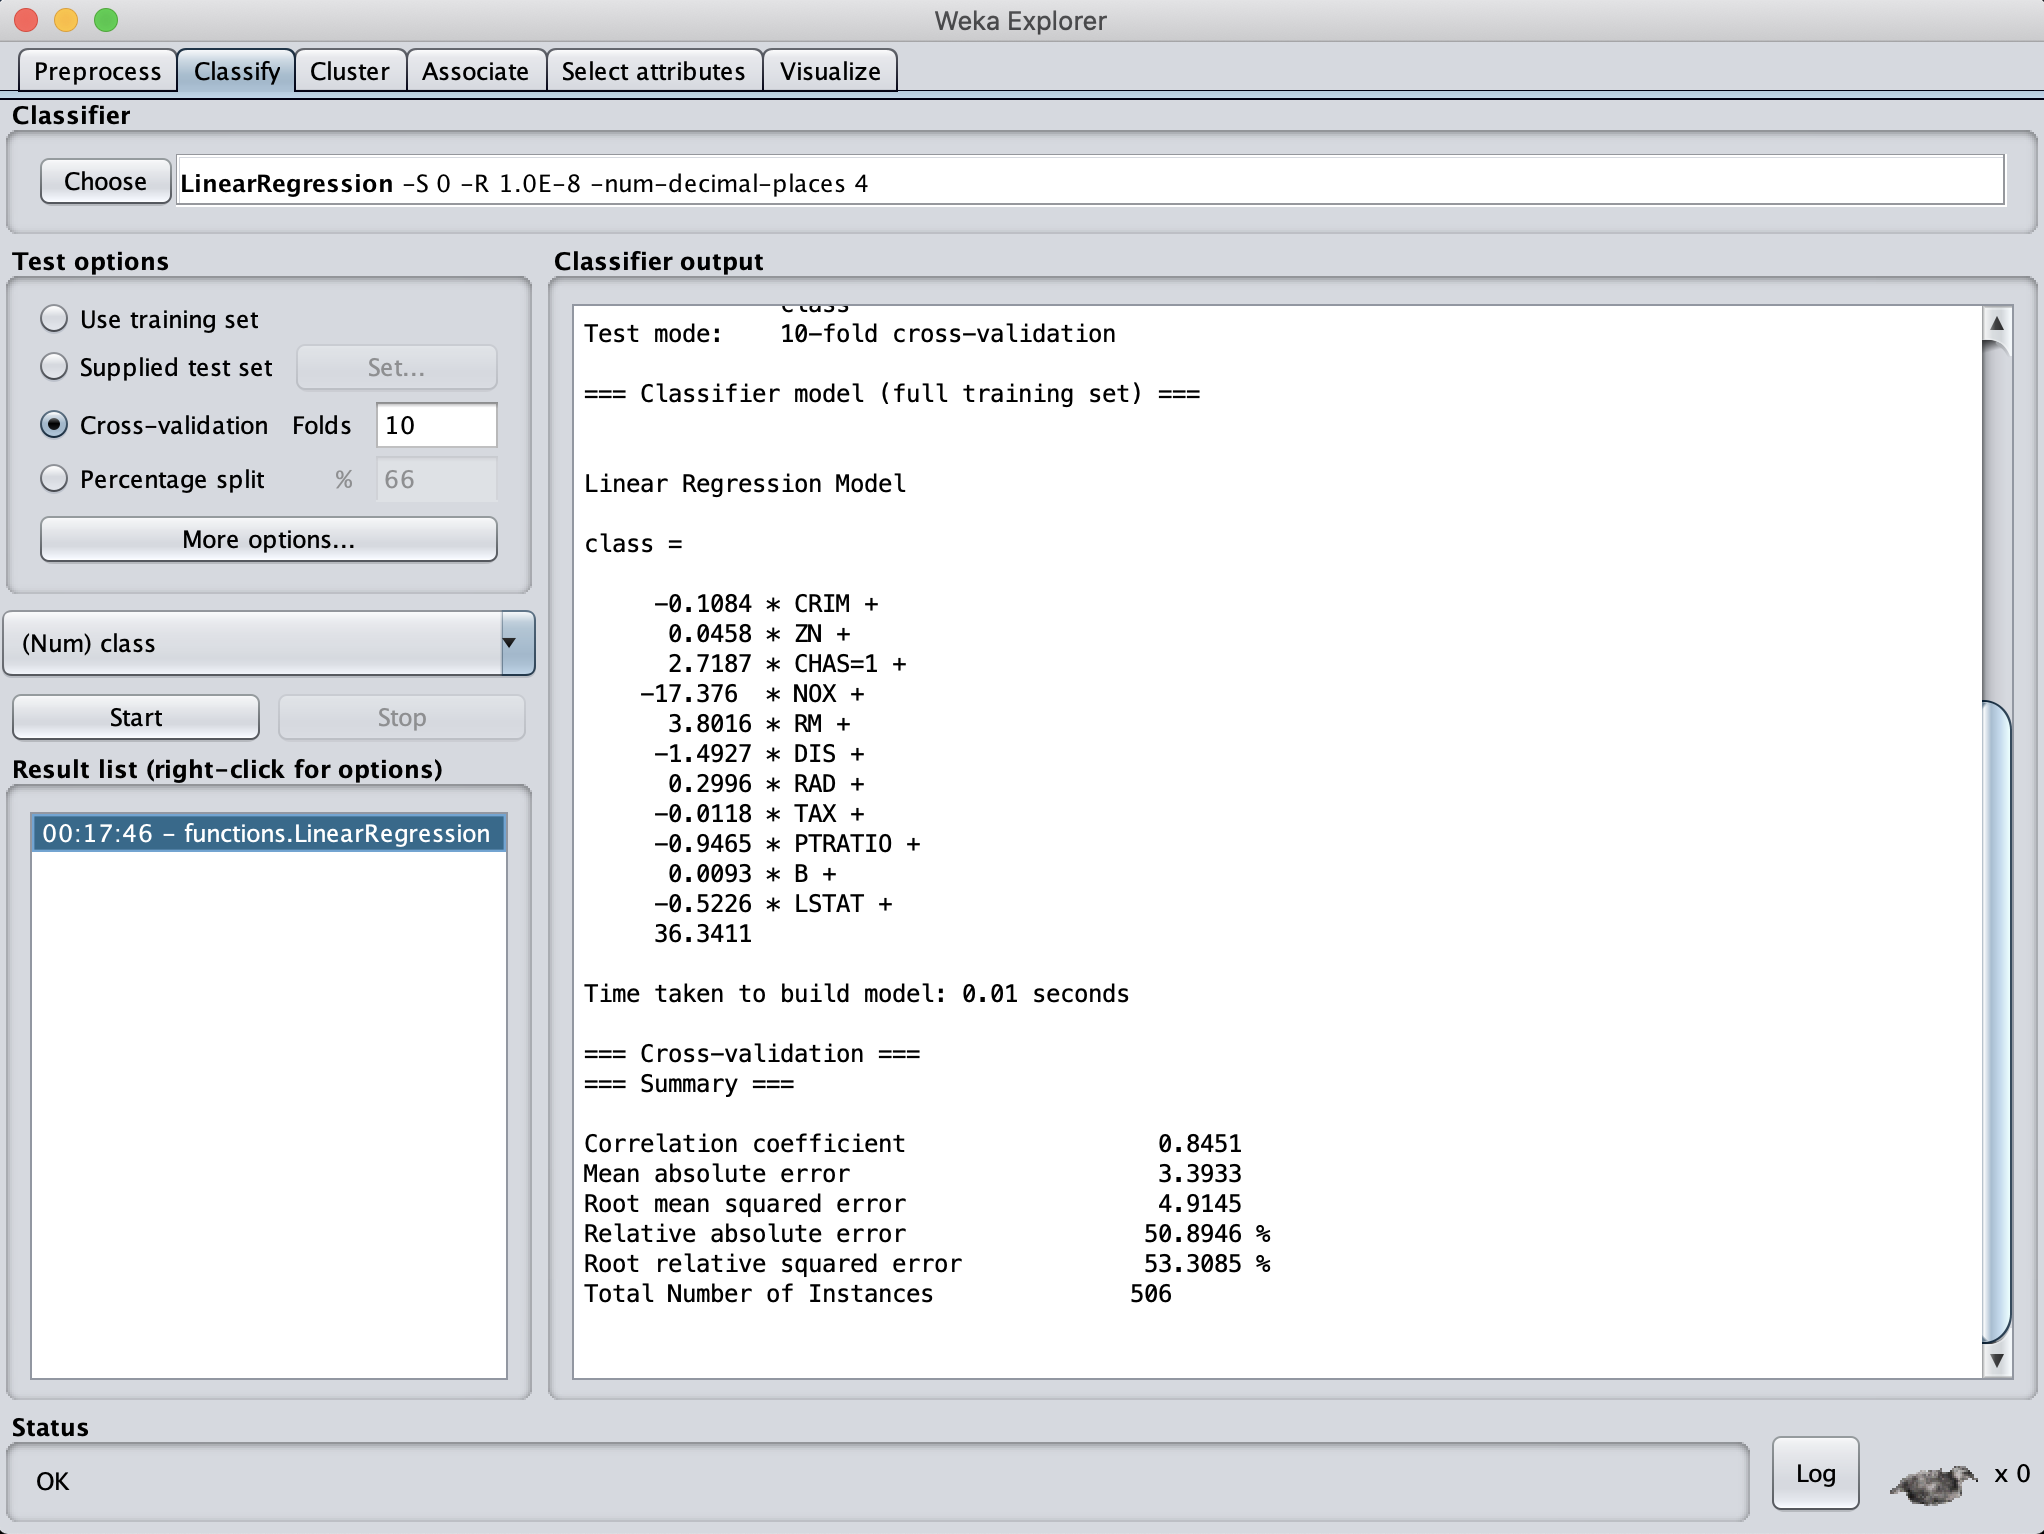 Weka Explorer
Preprocess Classify Cluster Associate Select attributes Visualize
Classifier
Choose LinearRegression -S 0 -R 1.0E-8 -num-decimal-places 4
Test options
Use training set
Supplied test set Set...
Cross-validation Folds 10
Percentage split % 66
More options...
(Num) class
Start Stop
Result list (right-click for options)
00:17:46 - functions.LinearRegression
Classifier output
class
Test mode: 10-fold cross-validation
=== Classifier model (full training set) ===
Linear Regression Model
class =
-0.1084 * CRIM +
0.0458 * ZN +
2.7187 * CHAS=1 +
-17.376 * NOX +
3.8016 * RM +
-1.4927 * DIS +
0.2996 * RAD +
-0.0118 * TAX +
-0.9465 * PTRATIO +
0.0093 * B +
-0.5226 * LSTAT +
36.3411
Time taken to build model: 0.01 seconds
=== Cross-validation ===
=== Summary ===
Correlation coefficient 0.8451
Mean absolute error 3.3933
Root mean squared error 4.9145
Relative absolute error 50.8946 %
Root relative squared error 53.3085 %
Total Number of Instances 506
Status
OK
Log x 0